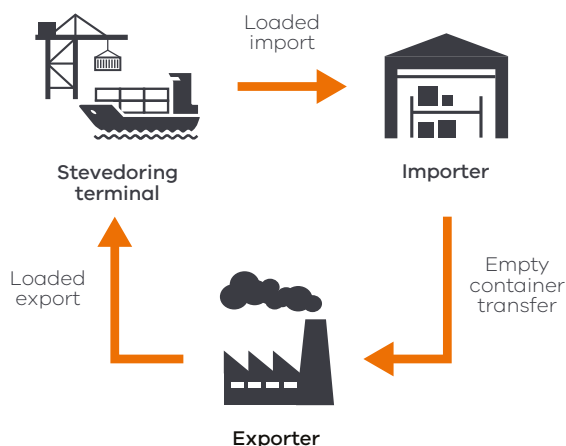 Loaded
import
Stevedoring
terminal
Importer
Loaded
export
Empty
container
transfer
Exporter